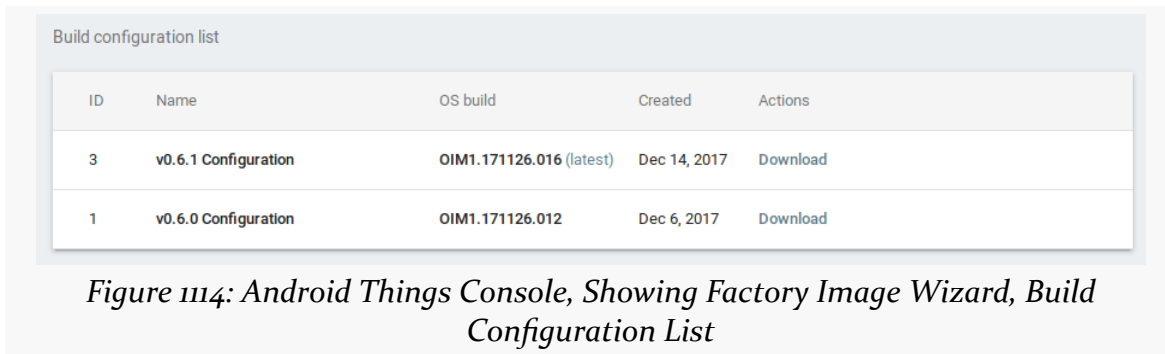 Build configuration list
ID Name OS build Created Actions
3 v0.6.1 Configuration OIM1.171126.016 (latest) Dec 14, 2017 Download
1 v0.6.0 Configuration OIM1.171126.012 Dec 6, 2017 Download
Figure 1114: Android Things Console, Showing Factory Image Wizard, Build
Configuration List